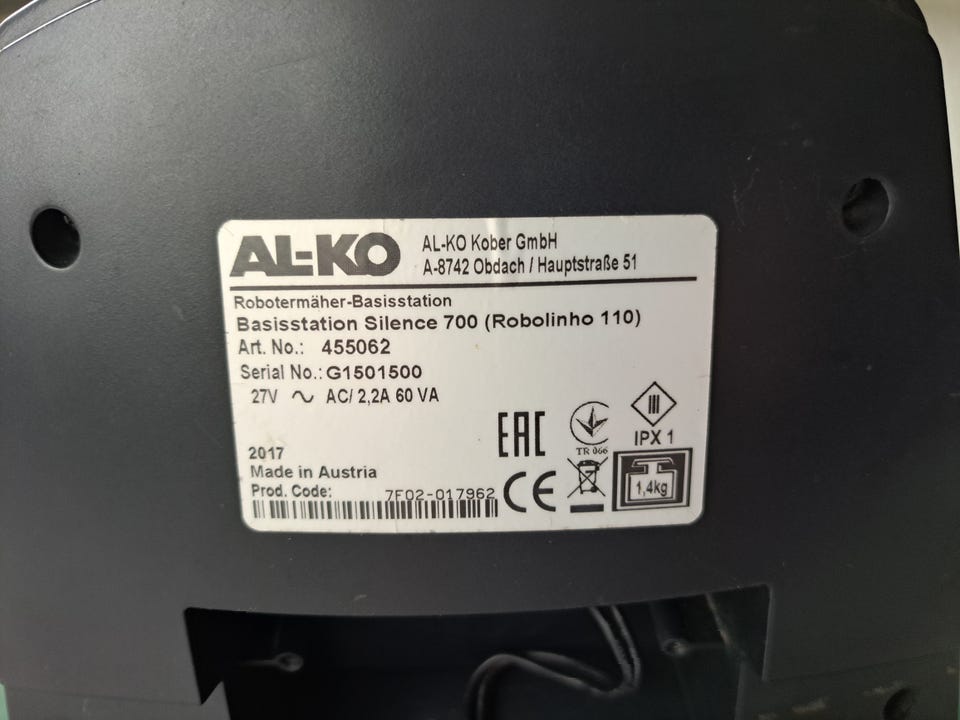 AL-KO
AL-KO Kober GmbH
A-8742 Obdach / Hauptstraße 51
Robotermäher-Basisstation
Basisstation Silence 700 (Robolinho 110)
Art. No.: 455062
Serial No.: G1501500
27V ∿ AC/ 2,2A 60 VA
EAC
TR 066
III
IPX 1
2017
Made in Austria
Prod. Code: 7F02-017962
CE
1,4kg